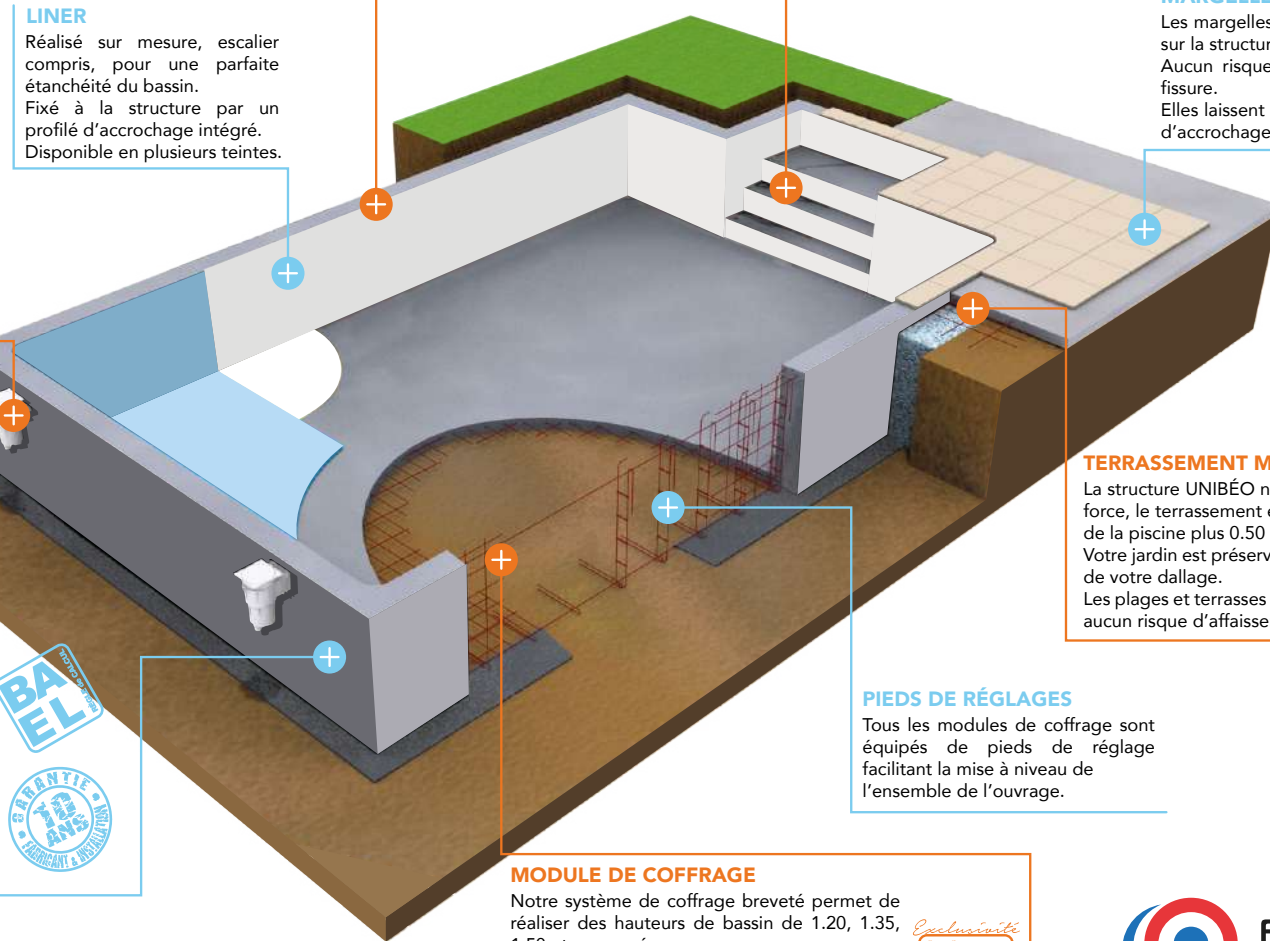 LINER
Réalisé sur mesure, escalier
compris, pour une parfaite
étanchéité du bassin.
Fixé à la structure par un
profilé d'accrochage intégré.
Disponible en plusieurs teintes.
Les margelles
sur la structur
Aucun risque
fissure.
Elles laissent
d'accrochage
TERRASSEMENT M
La structure UNIBÉO n
force, le terrassement e
de la piscine plus 0.50
Votre jardin est préserv
de votre dallage.
Les plages et terrasses
aucun risque d'affaisse
PIEDS DE RÉGLAGES
Tous les modules de coffrage sont
équipés de pieds de réglage
facilitant la mise à niveau de
l'ensemble de l'ouvrage.
BA
EL
RÈGLE de CALCUL
GARANTIE
10
ANS
FABRICANT & INSTALLATION
MODULE DE COFFRAGE
Notre système de coffrage breveté permet de
réaliser des hauteurs de bassin de 1.20, 1.35,
Exclusivité